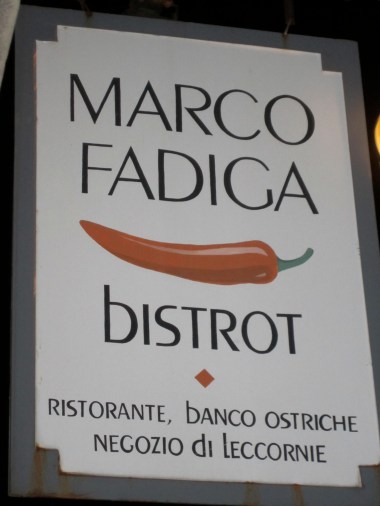 MARCO
FADIGA
bISTROT
RISTORANTE, bANCO OSTRICHE
NEGOZIO di LECCORNIE